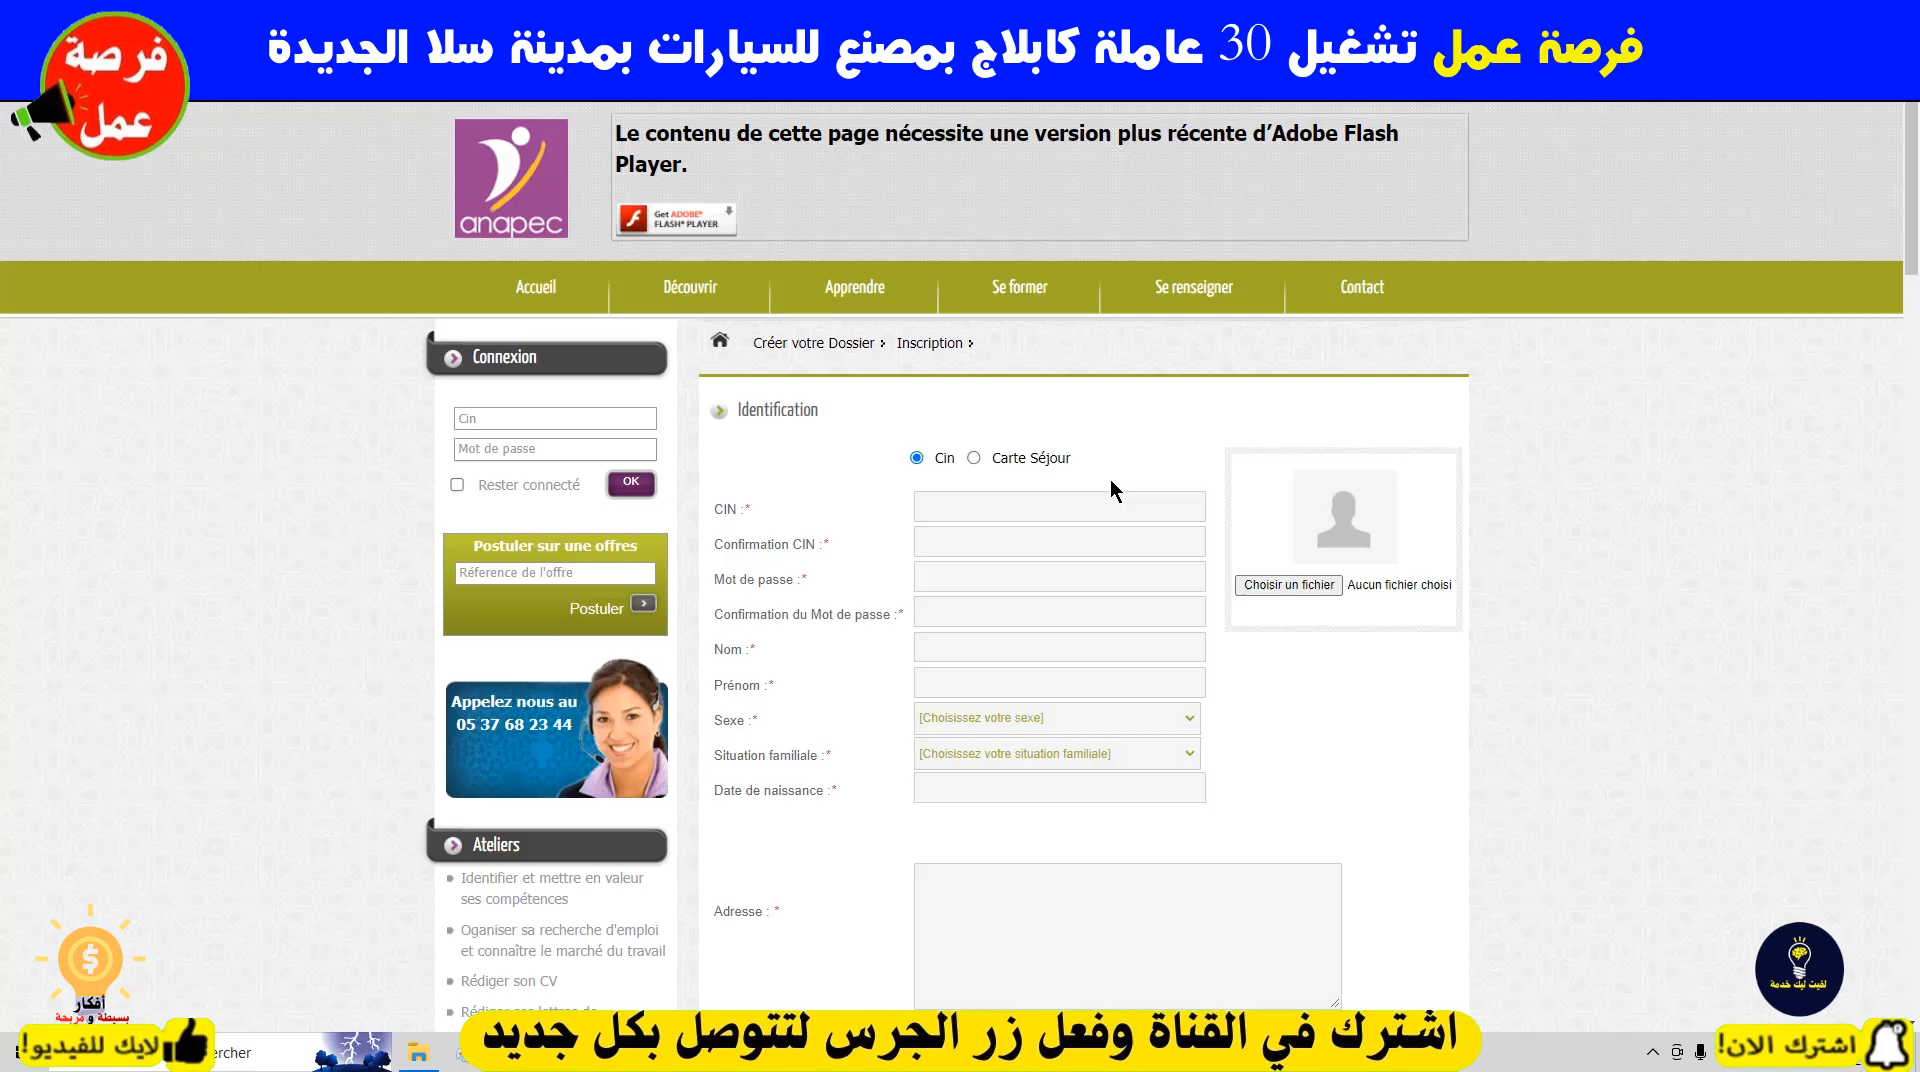 فرصة عمل تشغيل 30 عاملة كابلاج بمصنع للسيارات بمدينة سلا الجديدة
فرصة
عمل
anapec
Le contenu de cette page nécessite une version plus récente d’Adobe Flash
Player.
Get ADOBE®
FLASH® PLAYER
Accueil
Découvrir
Apprendre
Se former
Se renseigner
Contact
Connexion
Cin
Mot de passe
Rester connecté
OK
Postuler sur une offres
Réference de l'offre
Postuler
Appelez nous au
05 37 68 23 44
Ateliers
Identifier et mettre en valeur
ses compétences
Oganiser sa recherche d'emploi
et connaître le marché du travail
Rédiger son CV
Créer votre Dossier
Inscription
Identification
Cin
Carte Séjour
CIN :*
Confirmation CIN :*
Mot de passe :*
Confirmation du Mot de passe :*
Nom :*
Prénom :*
Sexe :*
[Choisissez votre sexe]
Situation familiale :*
[Choisissez votre situation familiale]
Date de naissance :*
Adresse : *
Choisir un fichier
Aucun fichier choisi
$
أفكار
بسيطة و مربحة
لايك للفيديو!
ercher
اشترك في القناة وفعل زر الجرس لتتوصل بكل جديد
لقيت ليك خدمة
اشترك الان!